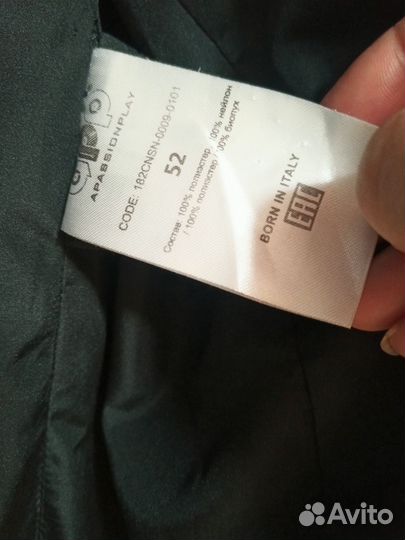 APASSIONPLAY
CODE: 182CNSN-0009-0101
52
Состав: 100% полиэстер / 100% нейлон
/ 100% полиэстер / 100% биопух
BORN IN ITALY
EAC
Avito